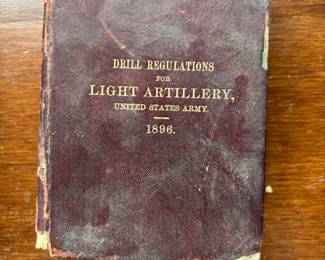 DRILL REGULATIONS
FOR
LIGHT ARTILLERY,
UNITED STATES ARMY.
1896.